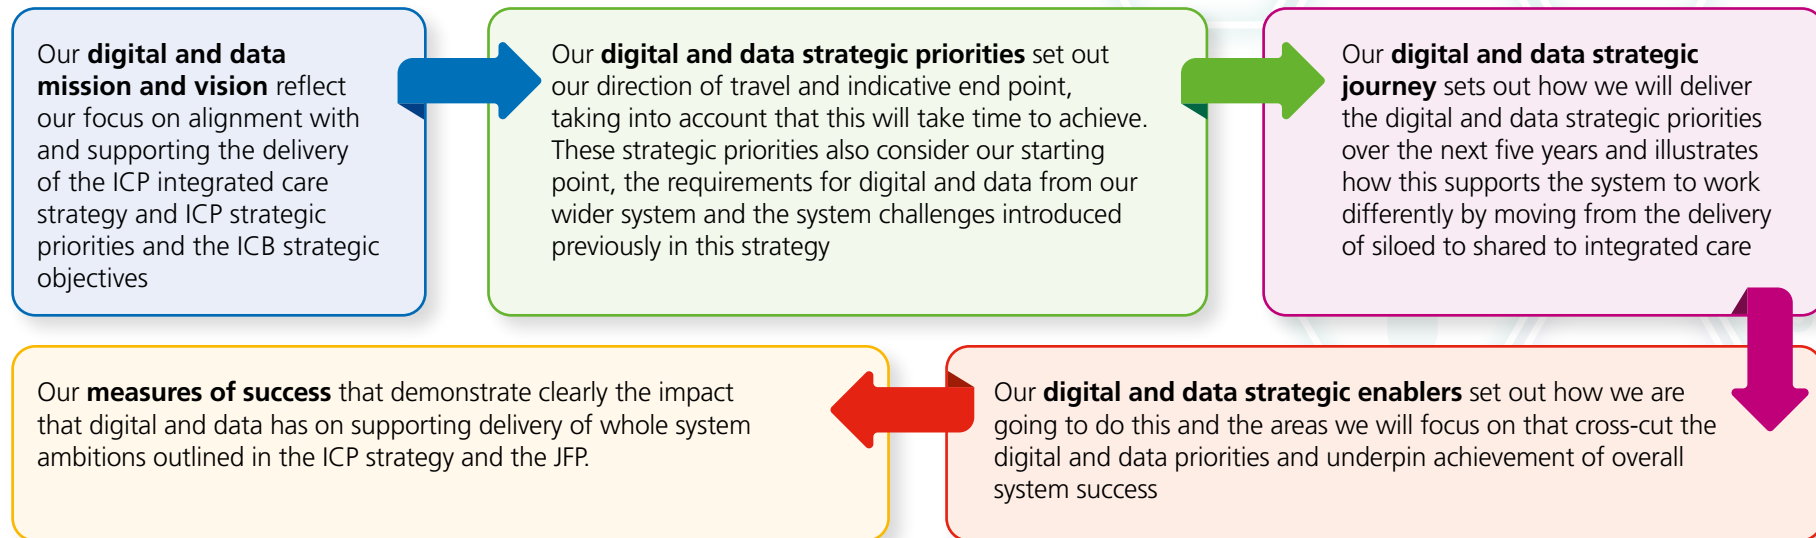 Our digital and data
mission and vision reflect
our focus on alignment with
and supporting the delivery
of the ICP integrated care
strategy and ICP strategic
priorities and the ICB strategic
objectives
Our digital and data strategic priorities set out
our direction of travel and indicative end point,
taking into account that this will take time to achieve.
These strategic priorities also consider our starting
point, the requirements for digital and data from our
wider system and the system challenges introduced
previously in this strategy
Our digital and data strategic
journey sets out how we will deliver
the digital and data strategic priorities
over the next five years and illustrates
how this supports the system to work
differently by moving from the delivery
of siloed to shared to integrated care
Our digital and data strategic enablers set out how we are
going to do this and the areas we will focus on that cross-cut the
digital and data priorities and underpin achievement of overall
system success
Our measures of success that demonstrate clearly the impact
that digital and data has on supporting delivery of whole system
ambitions outlined in the ICP strategy and the JFP.